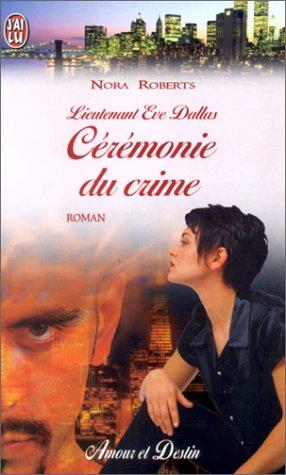 J'AI
LU
NORA ROBERTS
Lieutenant Eve Dallas
Cérémonie
du crime
ROMAN
Amour et Destin